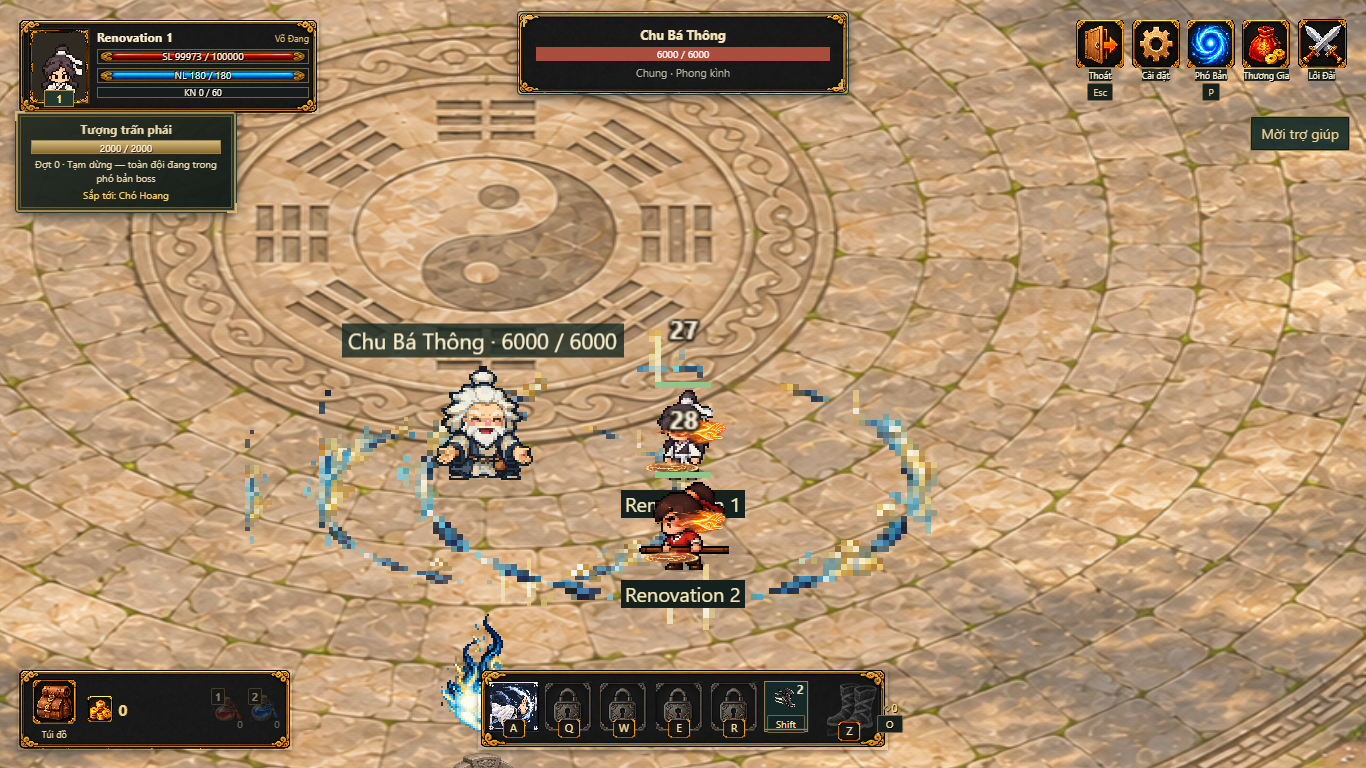 Renovation 1
Võ Đang
SL 99973 / 100000
NL 180 / 180
KN 0 / 60
1
Tượng trấn phái
2000 / 2000
Đợt 0 · Tạm dừng — toàn đội đang trong
phó bản boss
Sắp tới: Chó Hoang
Chu Bá Thông
6000 / 6000
Chung · Phong kình
Thoát
Esc
Cài đặt
Phó Bản
P
Thương Gia
Lôi Đài
Mời trợ giúp
Chu Bá Thông · 6000 / 6000
27
28
1
Renovation 2
0
Túi đồ
1
0
2
0
A
Q
W
E
R
2
Shift
Z
0
O